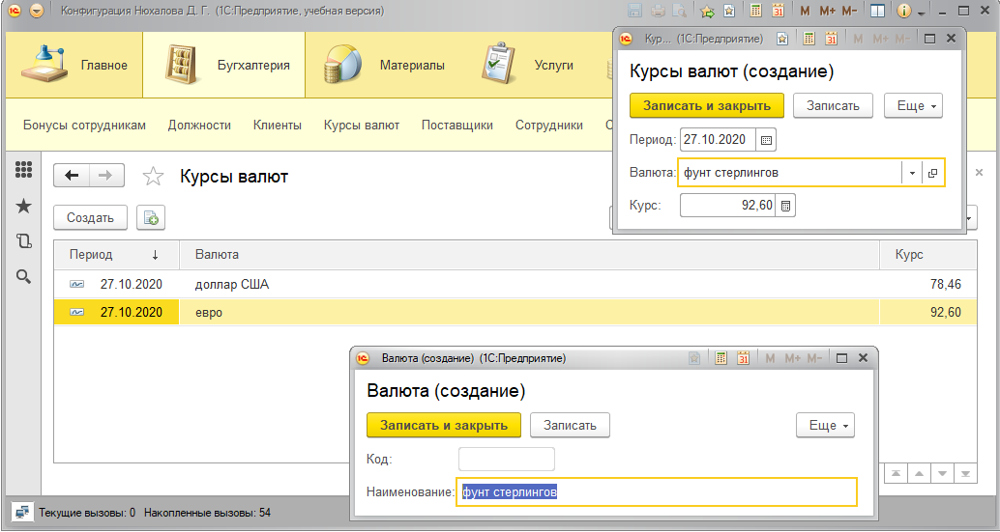 Конфигурация Нюхалова Д. Г. (1С:Предприятие, учебная версия)
M M+ M-
Главное
Бухгалтерия
Материалы
Услуги
Бонусы сотрудникам Должности Клиенты Курсы валют Поставщики Сотрудники
Курсы валют
Создать
Период ↓ Валюта Курс
27.10.2020 доллар США 78,46
27.10.2020 евро 92,60
Кур... (1С:Предприятие) M M+ M-
Курсы валют (создание)
Записать и закрыть Записать Еще
Период: 27.10.2020
Валюта: фунт стерлингов
Курс: 92,60
Валюта (создание) (1С:Предприятие) M M+ M-
Валюта (создание)
Записать и закрыть Записать Еще
Код:
Наименование: фунт стерлингов
Текущие вызовы: 0 Накопленные вызовы: 54